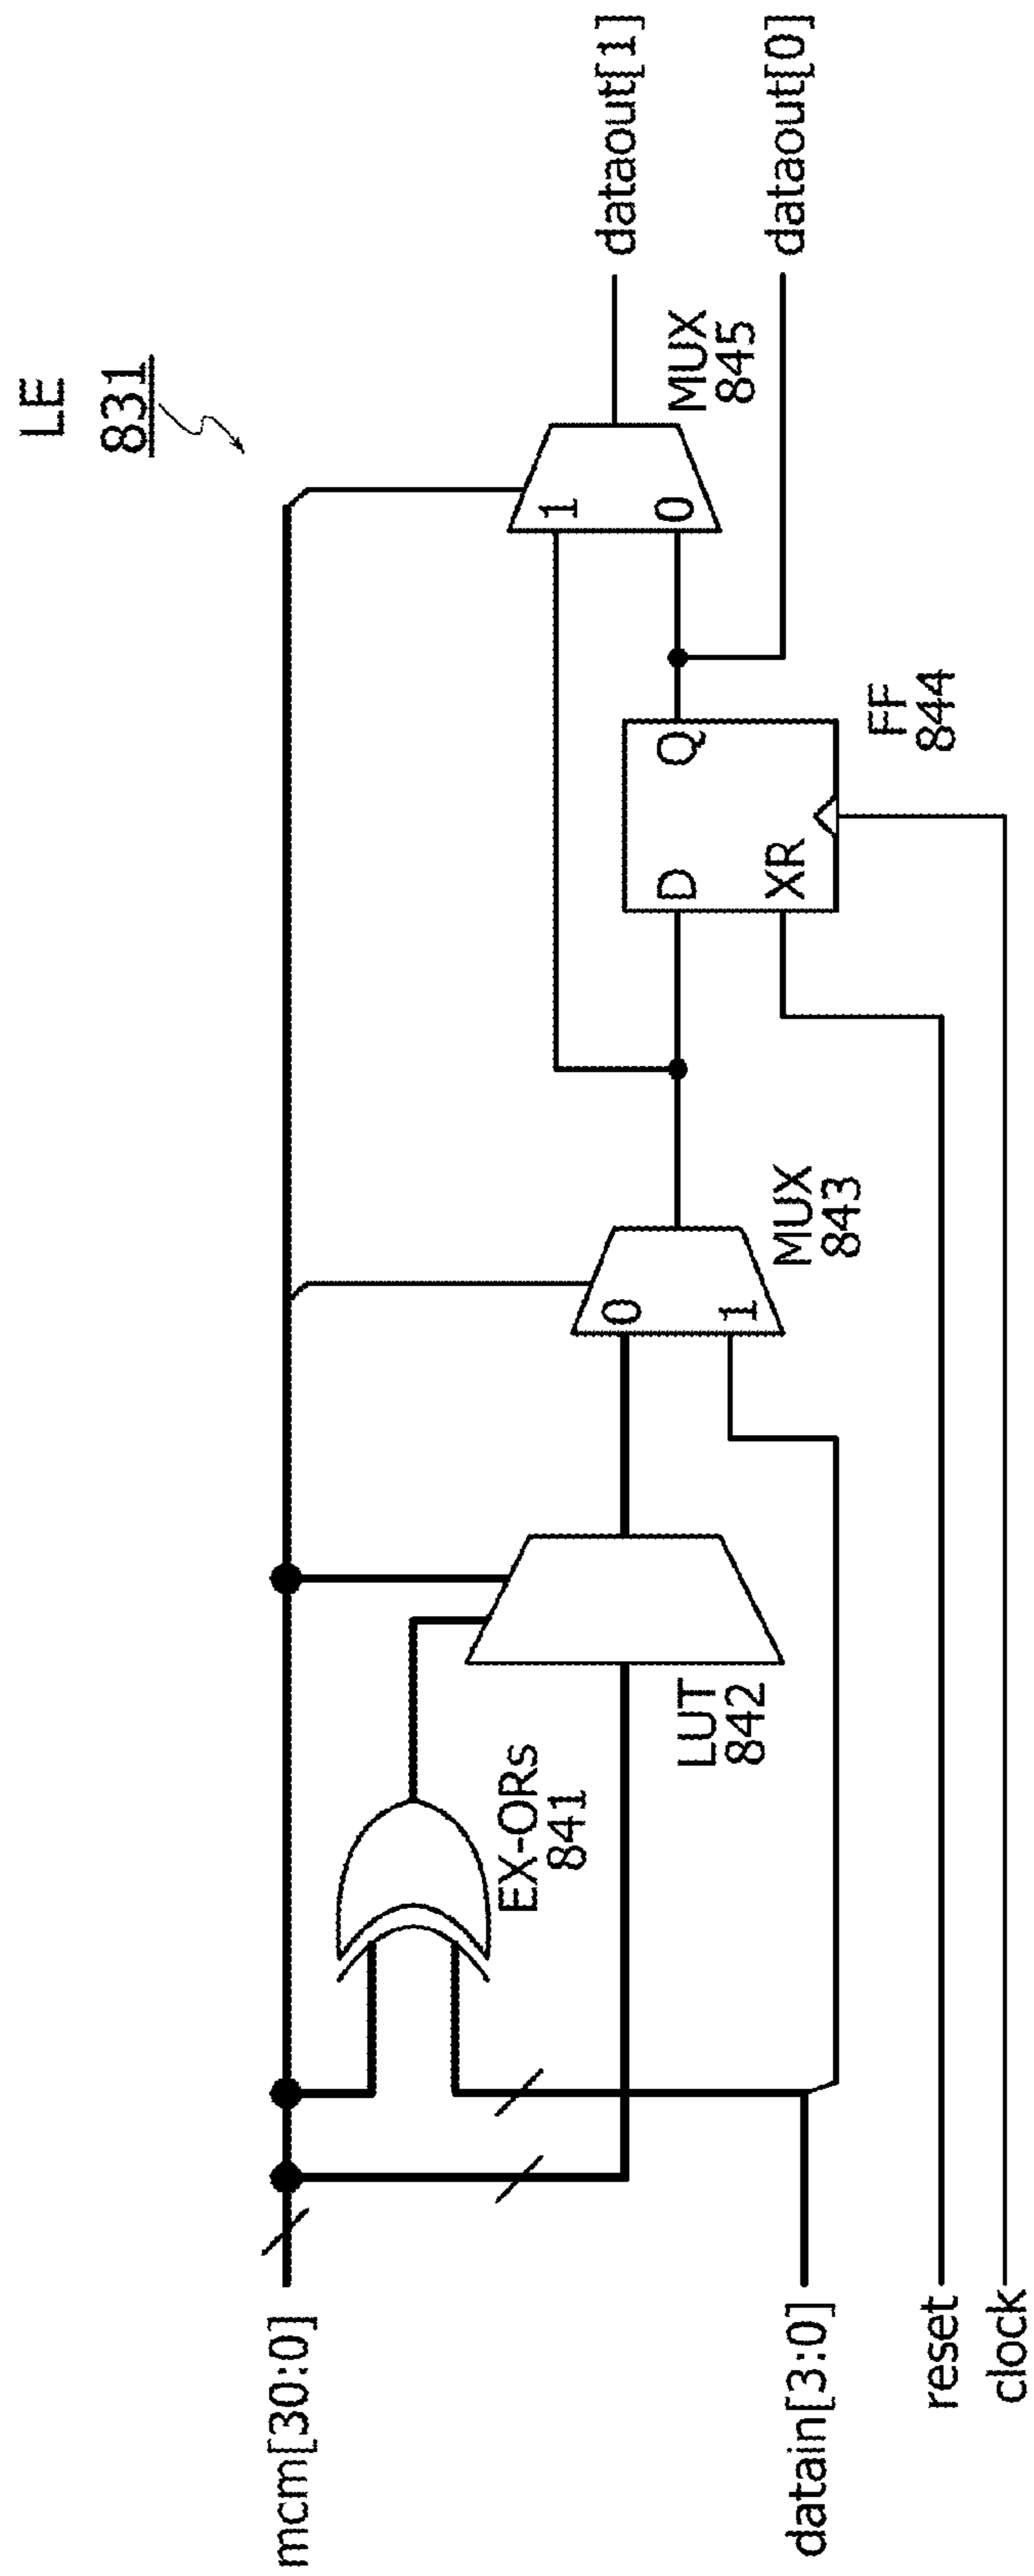 LE
831
mcm[30:0]
EX-ORs
841
LUT
842
0
1
MUX
843
D
Q
XR
FF
844
1
0
MUX
845
dataout[1]
dataout[0]
datain[3:0]
reset
clock